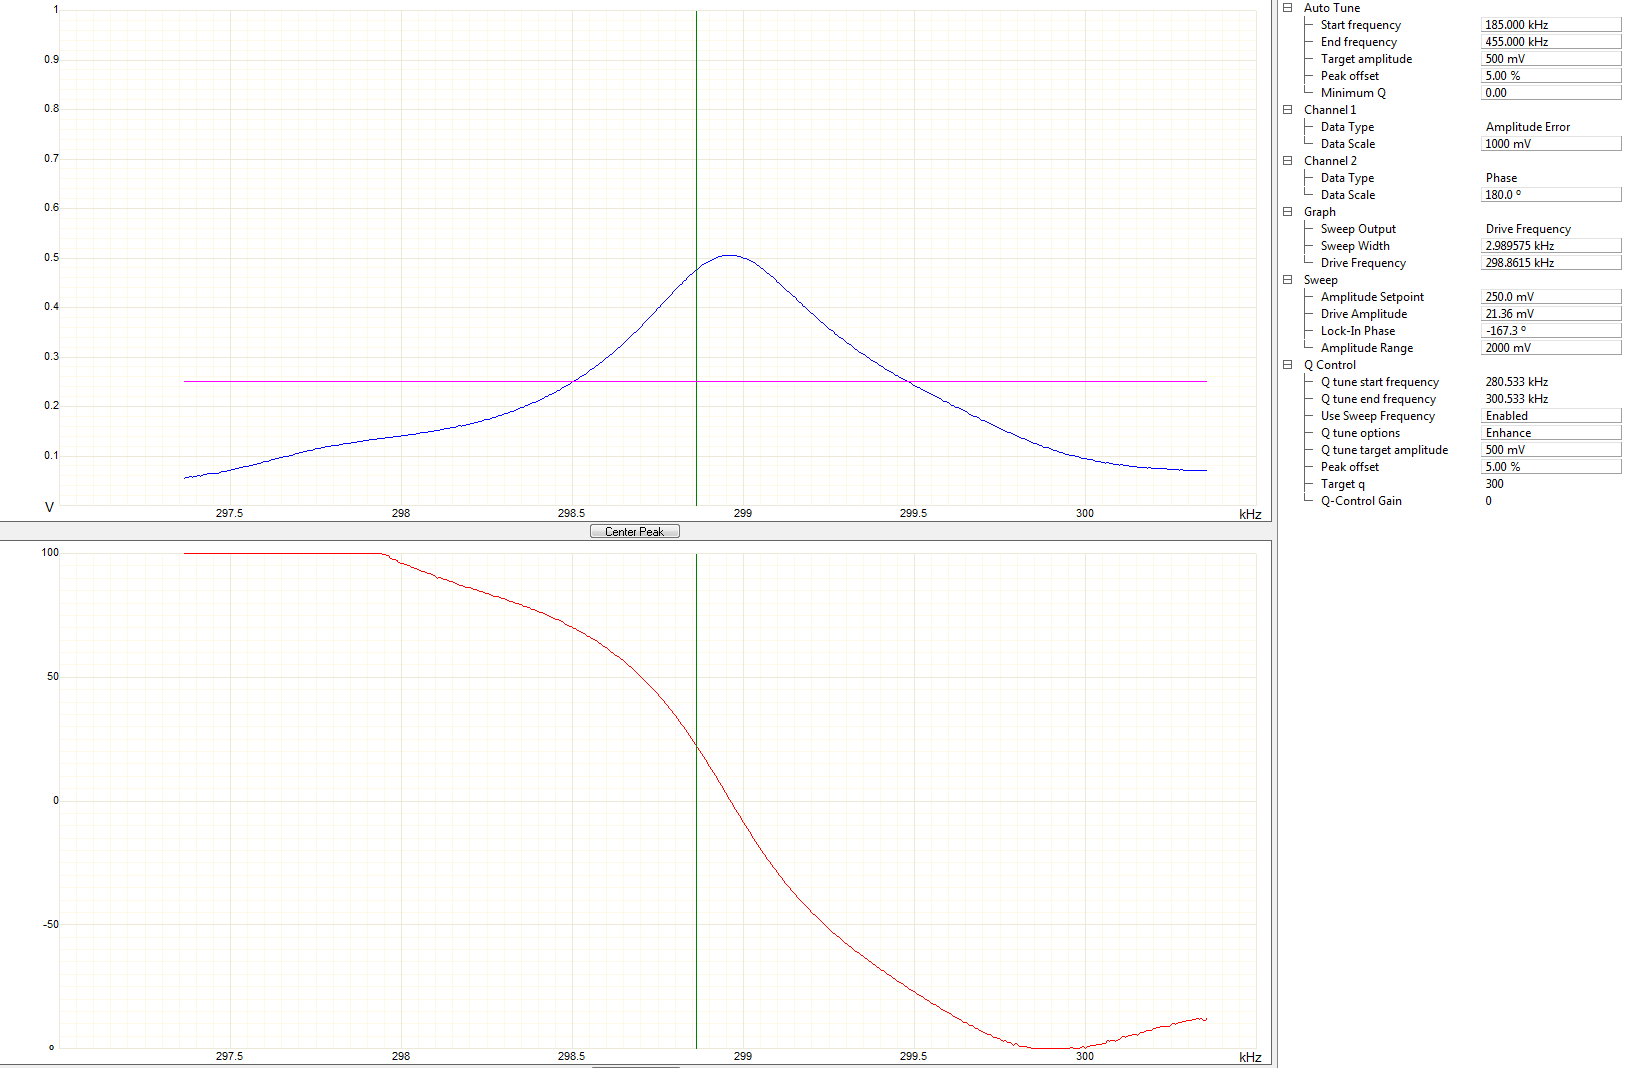 1
0.9
0.8
0.7
0.6
0.5
0.4
0.3
0.2
0.1
V
297.5 298 298.5 299 299.5 300 kHz
Center Peak
100
50
0
-50
º
297.5 298 298.5 299 299.5 300 kHz
Auto Tune
Start frequency 185.000 kHz
End frequency 455.000 kHz
Target amplitude 500 mV
Peak offset 5.00 %
Minimum Q 0.00
Channel 1
Data Type Amplitude Error
Data Scale 1000 mV
Channel 2
Data Type Phase
Data Scale 180.0 º
Graph
Sweep Output Drive Frequency
Sweep Width 2.989575 kHz
Drive Frequency 298.8615 kHz
Sweep
Amplitude Setpoint 250.0 mV
Drive Amplitude 21.36 mV
Lock-In Phase -167.3 º
Amplitude Range 2000 mV
Q Control
Q tune start frequency 280.533 kHz
Q tune end frequency 300.533 kHz
Use Sweep Frequency Enabled
Q tune options Enhance
Q tune target amplitude 500 mV
Peak offset 5.00 %
Target q 300
Q-Control Gain 0